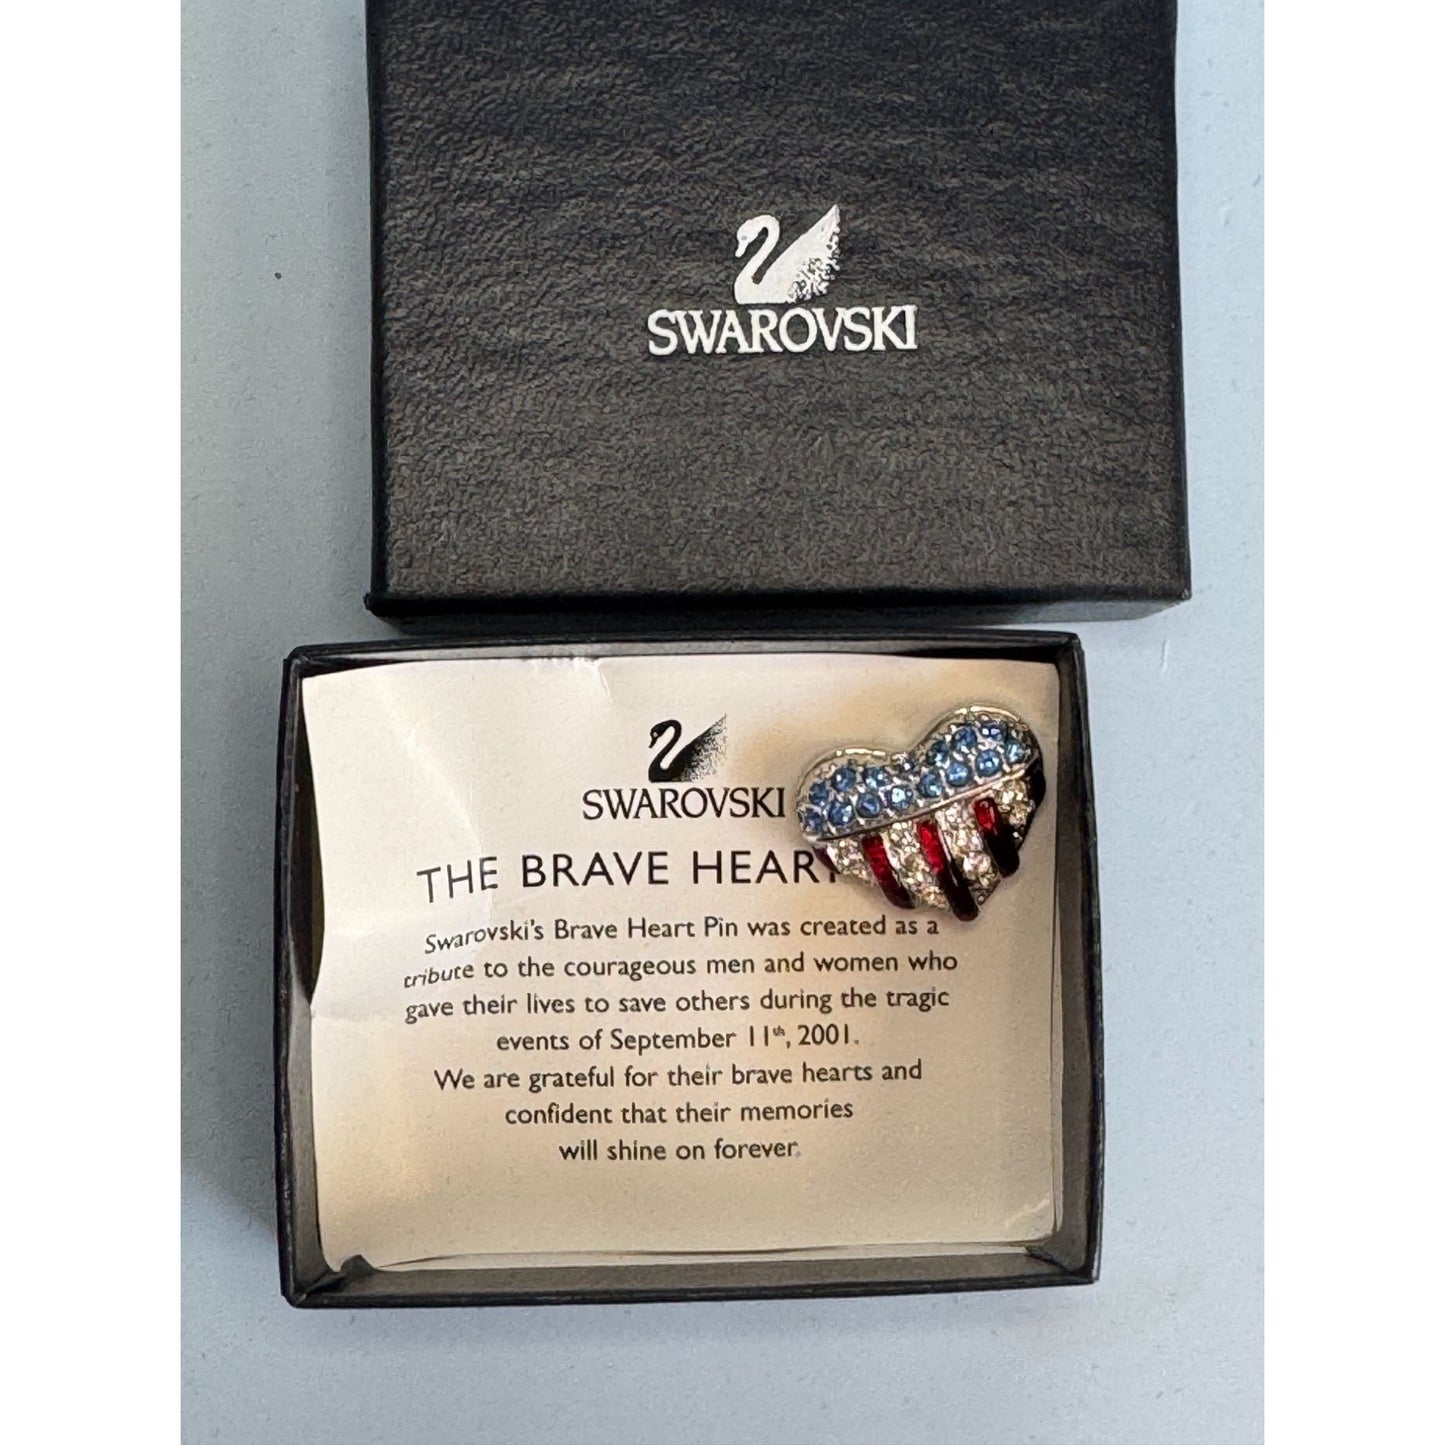 SWAROVSKI
SWAROVSKI
THE BRAVE HEART
Swarovski's Brave Heart Pin was created as a
tribute to the courageous men and women who
gave their lives to save others during the tragic
events of September 11th, 2001.
We are grateful for their brave hearts and
confident that their memories
will shine on forever.